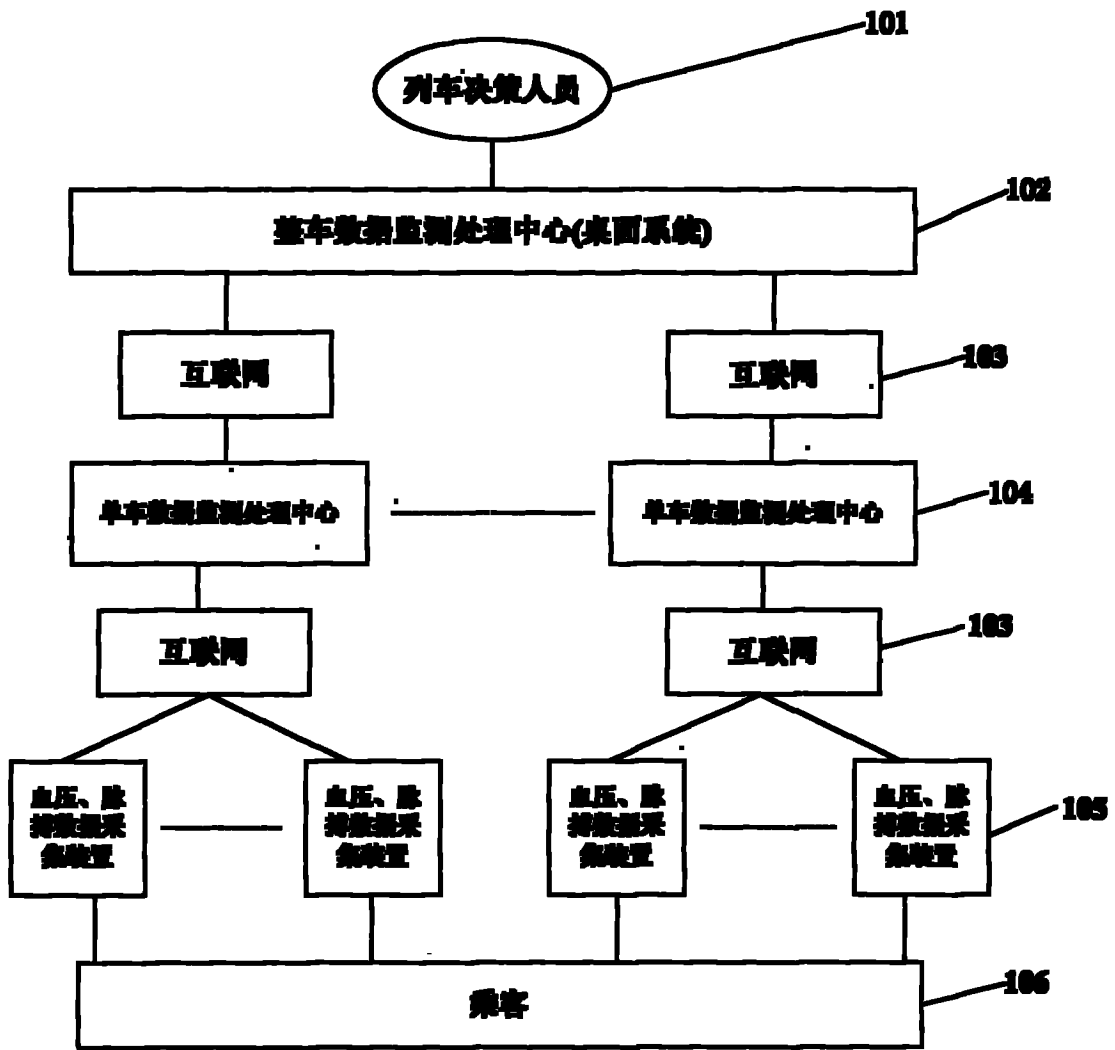 101
列车决策人员
102
整车数据监测处理中心(桌面系统)
互联网
互联网
103
单车数据监测处理中心
单车数据监测处理中心
104
互联网
互联网
103
血压、脉
搏数据采
集装置
血压、脉
搏数据采
集装置
血压、脉
搏数据采
集装置
血压、脉
搏数据采
集装置
105
乘客
106